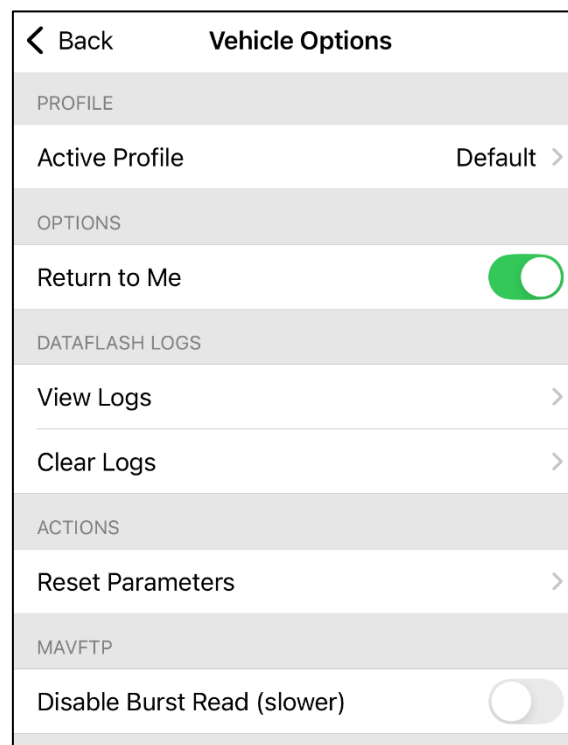 Back Vehicle Options
PROFILE
Active Profile Default
OPTIONS
Return to Me
DATAFLASH LOGS
View Logs
Clear Logs
ACTIONS
Reset Parameters
MAVFTP
Disable Burst Read (slower)